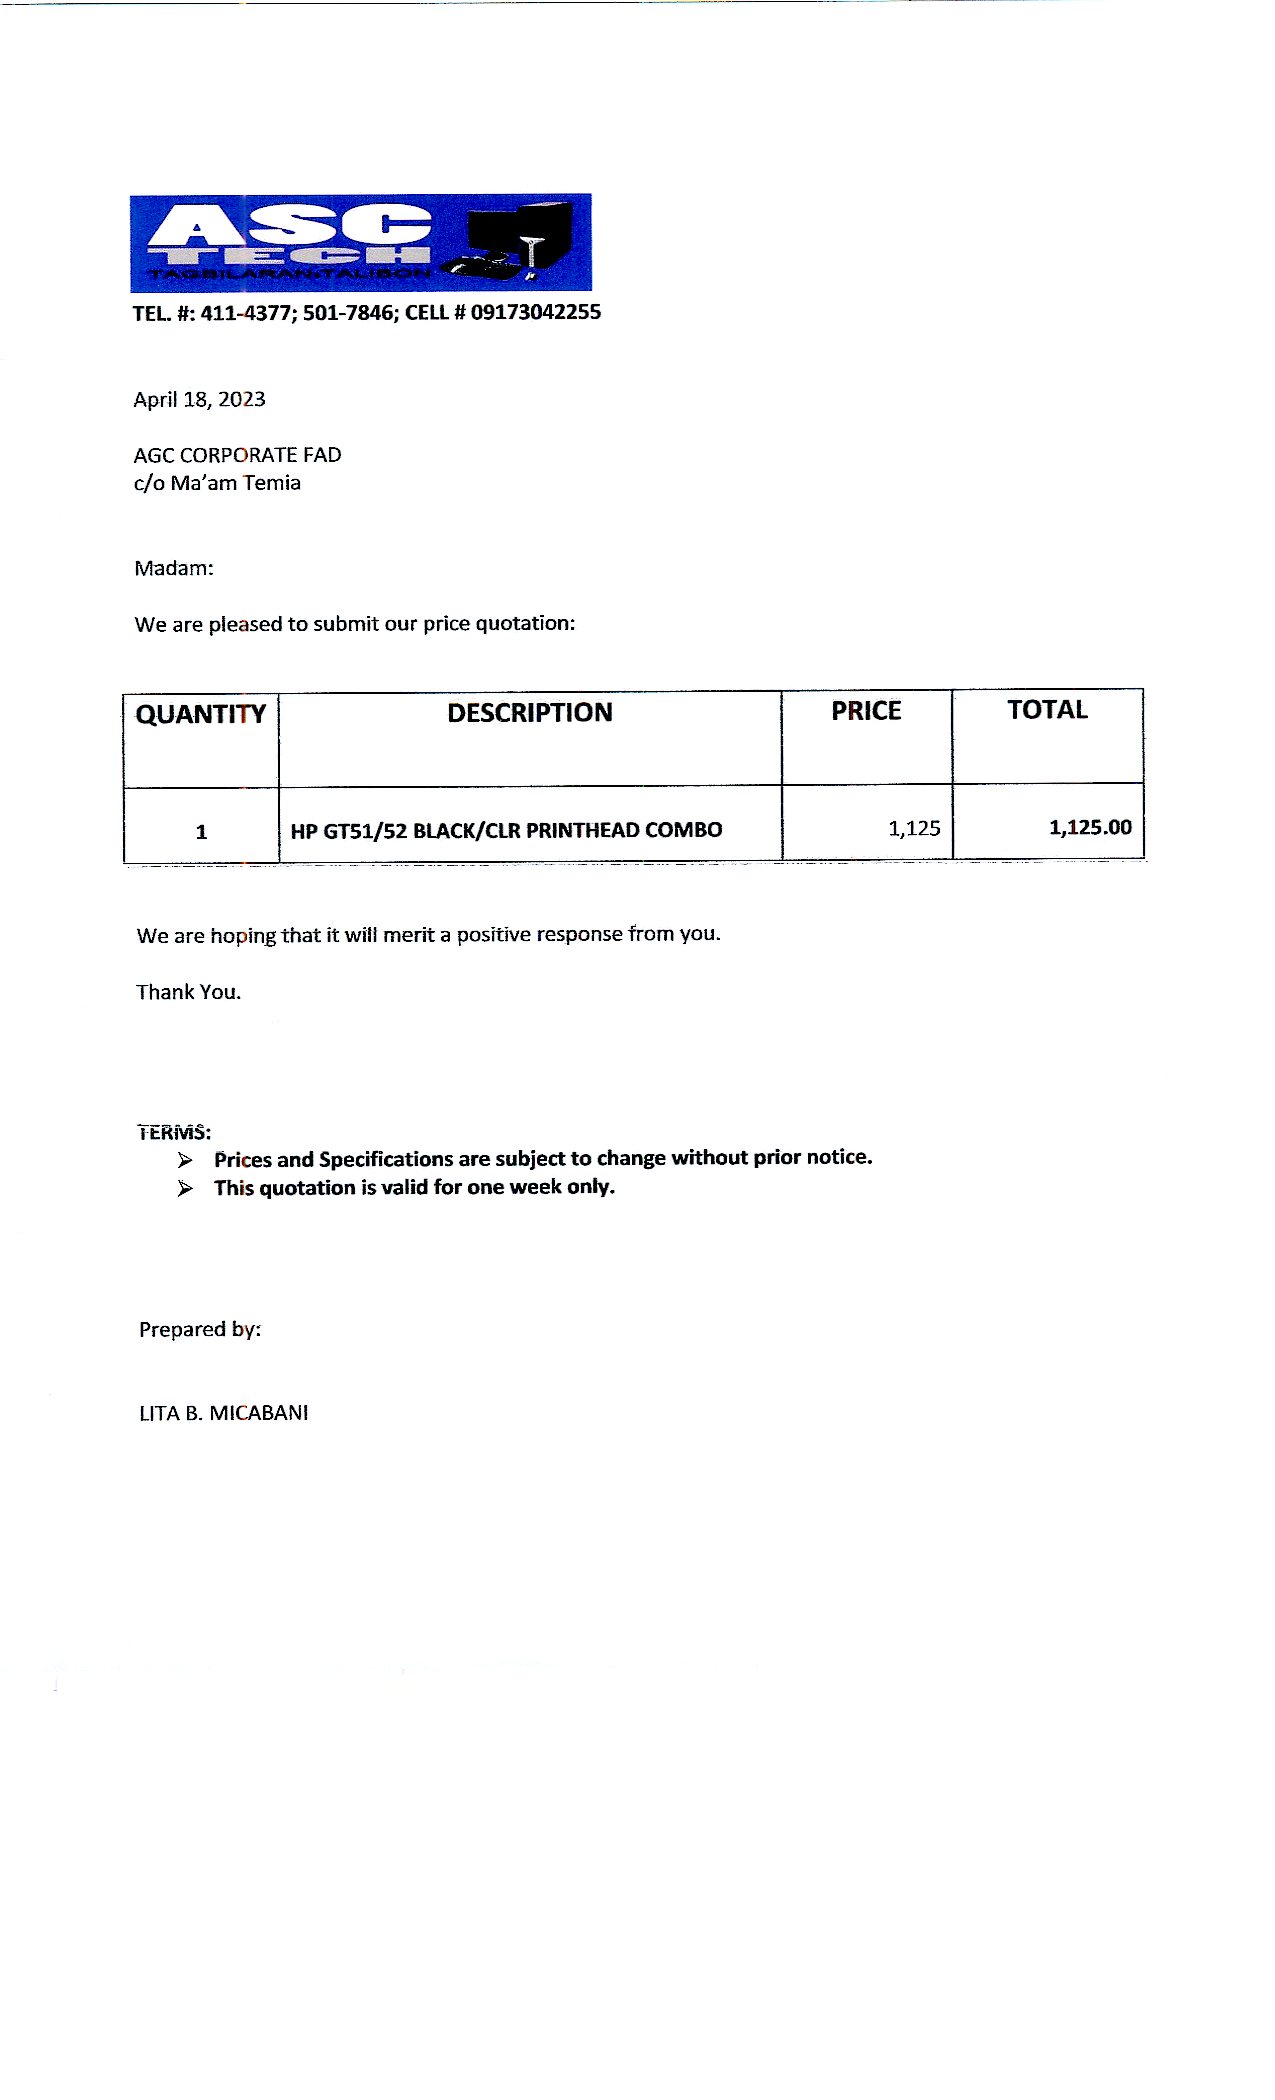 ASC
TECH
TAGBILARAN & TALIBON
TEL. #: 411-4377; 501-7846; CELL # 09173042255
April 18, 2023
AGC CORPORATE FAD
c/o Ma'am Temia
Madam:
We are pleased to submit our price quotation:
QUANTITY DESCRIPTION PRICE TOTAL
1 HP GT51/52 BLACK/CLR PRINTHEAD COMBO 1,125 1,125.00
We are hoping that it will merit a positive response from you.
Thank You.
TERMS:
➢ Prices and Specifications are subject to change without prior notice.
➢ This quotation is valid for one week only.
Prepared by:
LITA B. MICABANI